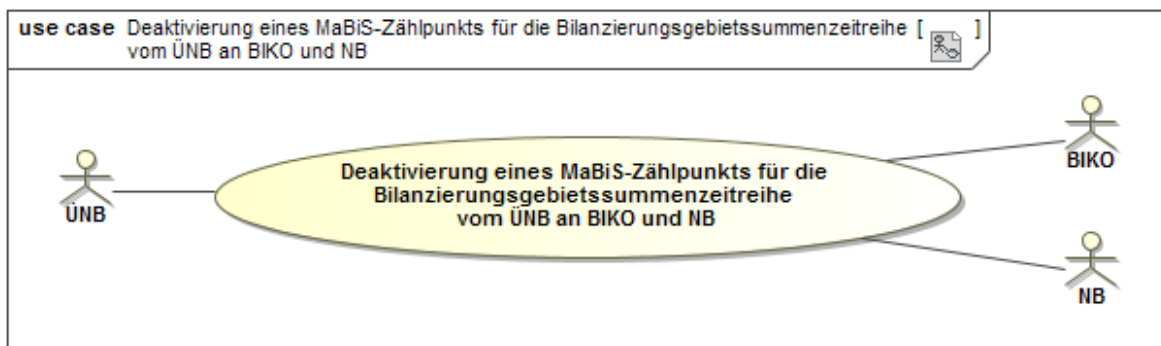 use case Deaktivierung eines MaBiS-Zählpunkts für die Bilanzierungsgebietssummenzeitreihe [ ]
vom ÜNB an BIKO und NB
BIKO
Deaktivierung eines MaBiS-Zählpunkts für die
Bilanzierungsgebietssummenzeitreihe
vom ÜNB an BIKO und NB
ÜNB
NB